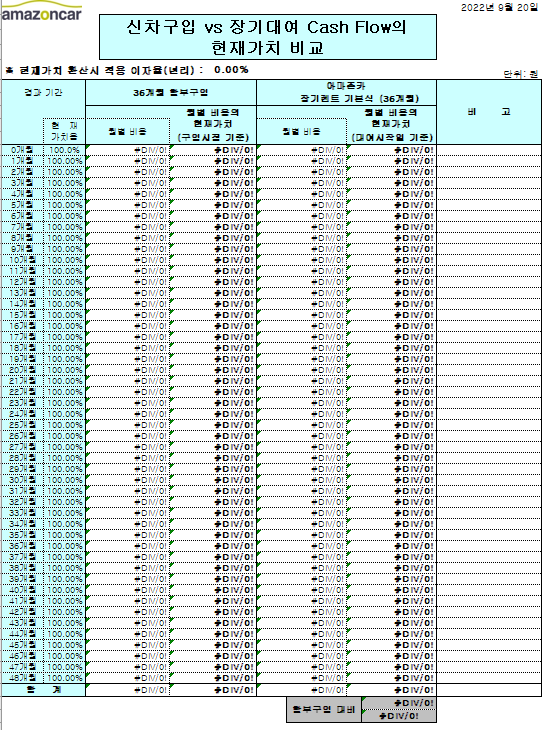 amazoncar
2022년 9월 20일
신차구입 vs 장기대여 Cash Flow의
현재가치 비교
※ 현재가치 환산시 적용 이자율(년리) : 0.00%
단위: 원
경과 기간 36개월 할부구입 아마존카 비 고
장기렌트 기본식 (36개월)
현 재
가치율 월별 비용 월별 비용의
현재가치
(구입시점 기준) 월별 비용 월별 비용의
현재가치
(대여시작일 기준)
0개월 100.0% #DIV/0! #DIV/0! #DIV/0! #DIV/0!
1개월 100.00% #DIV/0! #DIV/0! #DIV/0! #DIV/0!
2개월 100.00% #DIV/0! #DIV/0! #DIV/0! #DIV/0!
3개월 100.00% #DIV/0! #DIV/0! #DIV/0! #DIV/0!
4개월 100.00% #DIV/0! #DIV/0! #DIV/0! #DIV/0!
5개월 100.00% #DIV/0! #DIV/0! #DIV/0! #DIV/0!
6개월 100.00% #DIV/0! #DIV/0! #DIV/0! #DIV/0!
7개월 100.00% #DIV/0! #DIV/0! #DIV/0! #DIV/0!
8개월 100.00% #DIV/0! #DIV/0! #DIV/0! #DIV/0!
9개월 100.00% #DIV/0! #DIV/0! #DIV/0! #DIV/0!
10개월 100.00% #DIV/0! #DIV/0! #DIV/0! #DIV/0!
11개월 100.00% #DIV/0! #DIV/0! #DIV/0! #DIV/0!
12개월 100.00% #DIV/0! #DIV/0! #DIV/0! #DIV/0!
13개월 100.00% #DIV/0! #DIV/0! #DIV/0! #DIV/0!
14개월 100.00% #DIV/0! #DIV/0! #DIV/0! #DIV/0!
15개월 100.00% #DIV/0! #DIV/0! #DIV/0! #DIV/0!
16개월 100.00% #DIV/0! #DIV/0! #DIV/0! #DIV/0!
17개월 100.00% #DIV/0! #DIV/0! #DIV/0! #DIV/0!
18개월 100.00% #DIV/0! #DIV/0! #DIV/0! #DIV/0!
19개월 100.00% #DIV/0! #DIV/0! #DIV/0! #DIV/0!
20개월 100.00% #DIV/0! #DIV/0! #DIV/0! #DIV/0!
21개월 100.00% #DIV/0! #DIV/0! #DIV/0! #DIV/0!
22개월 100.00% #DIV/0! #DIV/0! #DIV/0! #DIV/0!
23개월 100.00% #DIV/0! #DIV/0! #DIV/0! #DIV/0!
24개월 100.00% #DIV/0! #DIV/0! #DIV/0! #DIV/0!
25개월 100.00% #DIV/0! #DIV/0! #DIV/0! #DIV/0!
26개월 100.00% #DIV/0! #DIV/0! #DIV/0! #DIV/0!
27개월 100.00% #DIV/0! #DIV/0! #DIV/0! #DIV/0!
28개월 100.00% #DIV/0! #DIV/0! #DIV/0! #DIV/0!
29개월 100.00% #DIV/0! #DIV/0! #DIV/0! #DIV/0!
30개월 100.00% #DIV/0! #DIV/0! #DIV/0! #DIV/0!
31개월 100.00% #DIV/0! #DIV/0! #DIV/0! #DIV/0!
32개월 100.00% #DIV/0! #DIV/0! #DIV/0! #DIV/0!
33개월 100.00% #DIV/0! #DIV/0! #DIV/0! #DIV/0!
34개월 100.00% #DIV/0! #DIV/0! #DIV/0! #DIV/0!
35개월 100.00% #DIV/0! #DIV/0! #DIV/0! #DIV/0!
36개월 100.00% #DIV/0! #DIV/0! #DIV/0! #DIV/0!
37개월 100.00% #DIV/0! #DIV/0! #DIV/0! #DIV/0!
38개월 100.00% #DIV/0! #DIV/0! #DIV/0! #DIV/0!
39개월 100.00% #DIV/0! #DIV/0! #DIV/0! #DIV/0!
40개월 100.00% #DIV/0! #DIV/0! #DIV/0! #DIV/0!
41개월 100.00% #DIV/0! #DIV/0! #DIV/0! #DIV/0!
42개월 100.00% #DIV/0! #DIV/0! #DIV/0! #DIV/0!
43개월 100.00% #DIV/0! #DIV/0! #DIV/0! #DIV/0!
44개월 100.00% #DIV/0! #DIV/0! #DIV/0! #DIV/0!
45개월 100.00% #DIV/0! #DIV/0! #DIV/0! #DIV/0!
46개월 100.00% #DIV/0! #DIV/0! #DIV/0! #DIV/0!
47개월 100.00% #DIV/0! #DIV/0! #DIV/0! #DIV/0!
48개월 100.00% #DIV/0! #DIV/0! #DIV/0! #DIV/0!
합 계 #DIV/0! #DIV/0! #DIV/0! #DIV/0!
할부구입 대비 #DIV/0!
#DIV/0!